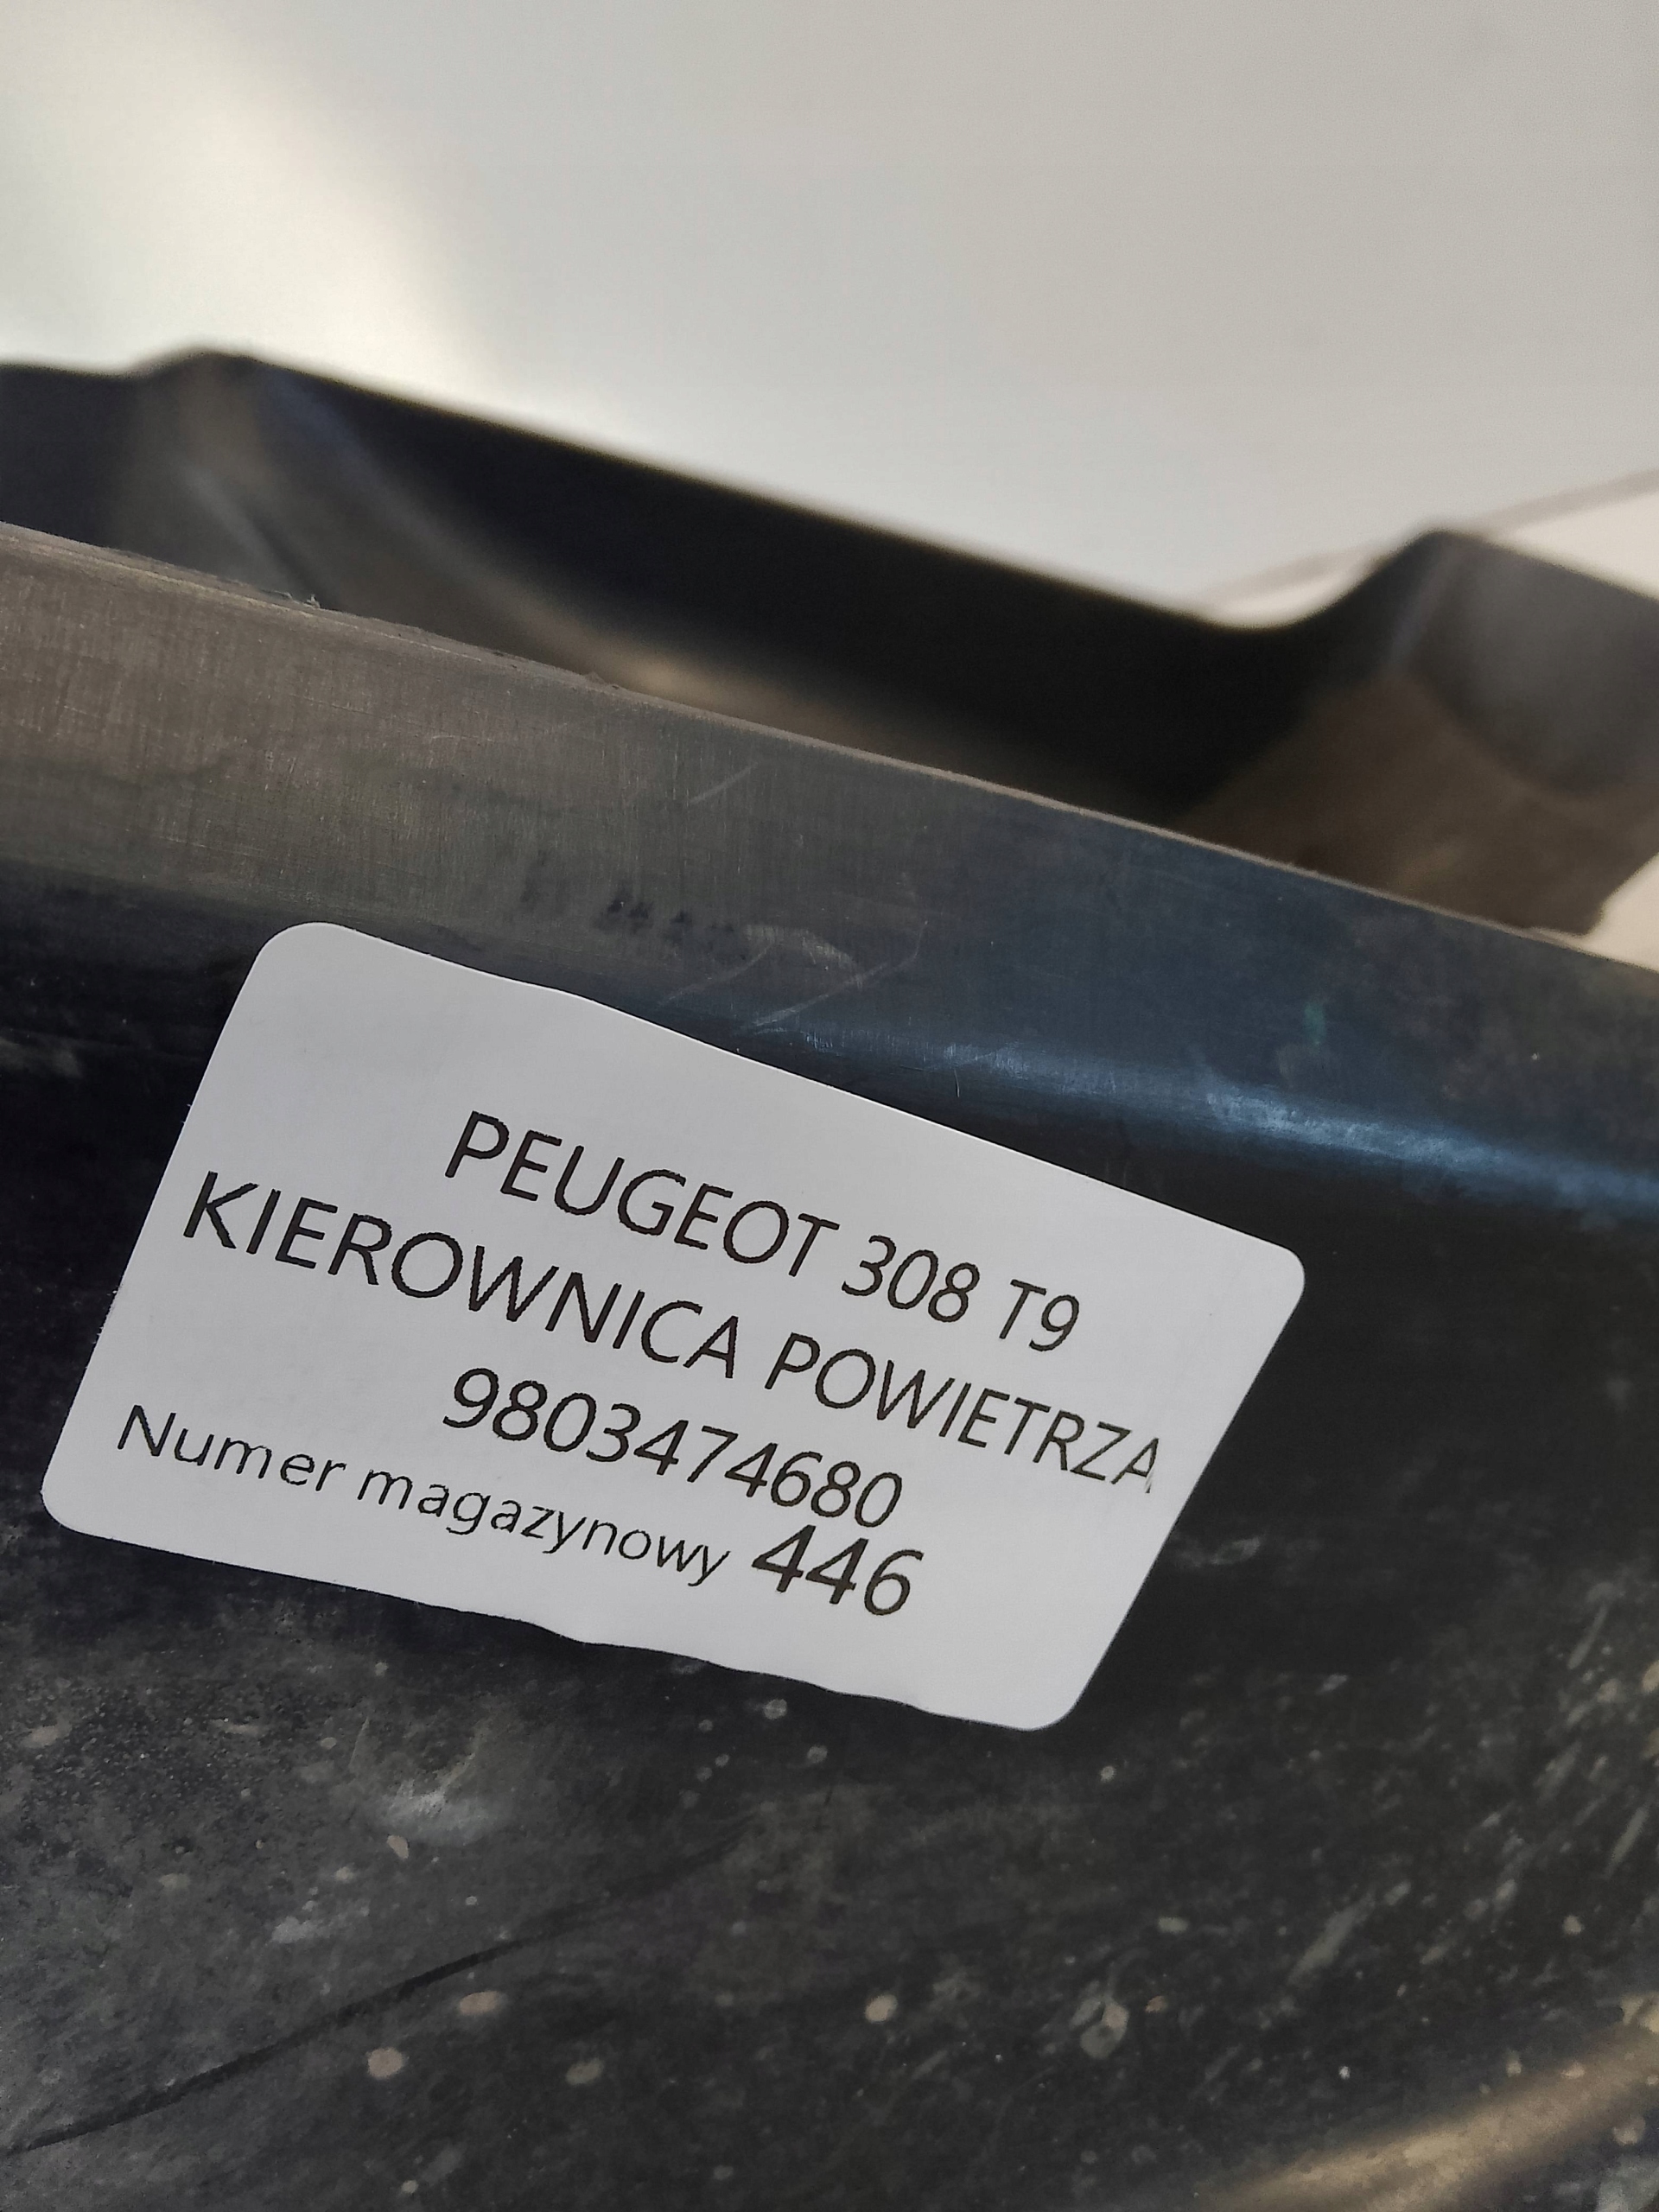 PEUGEOT 308 T9
KIEROWNICA POWIETRZA
9803474680
Numer magazynowy 446